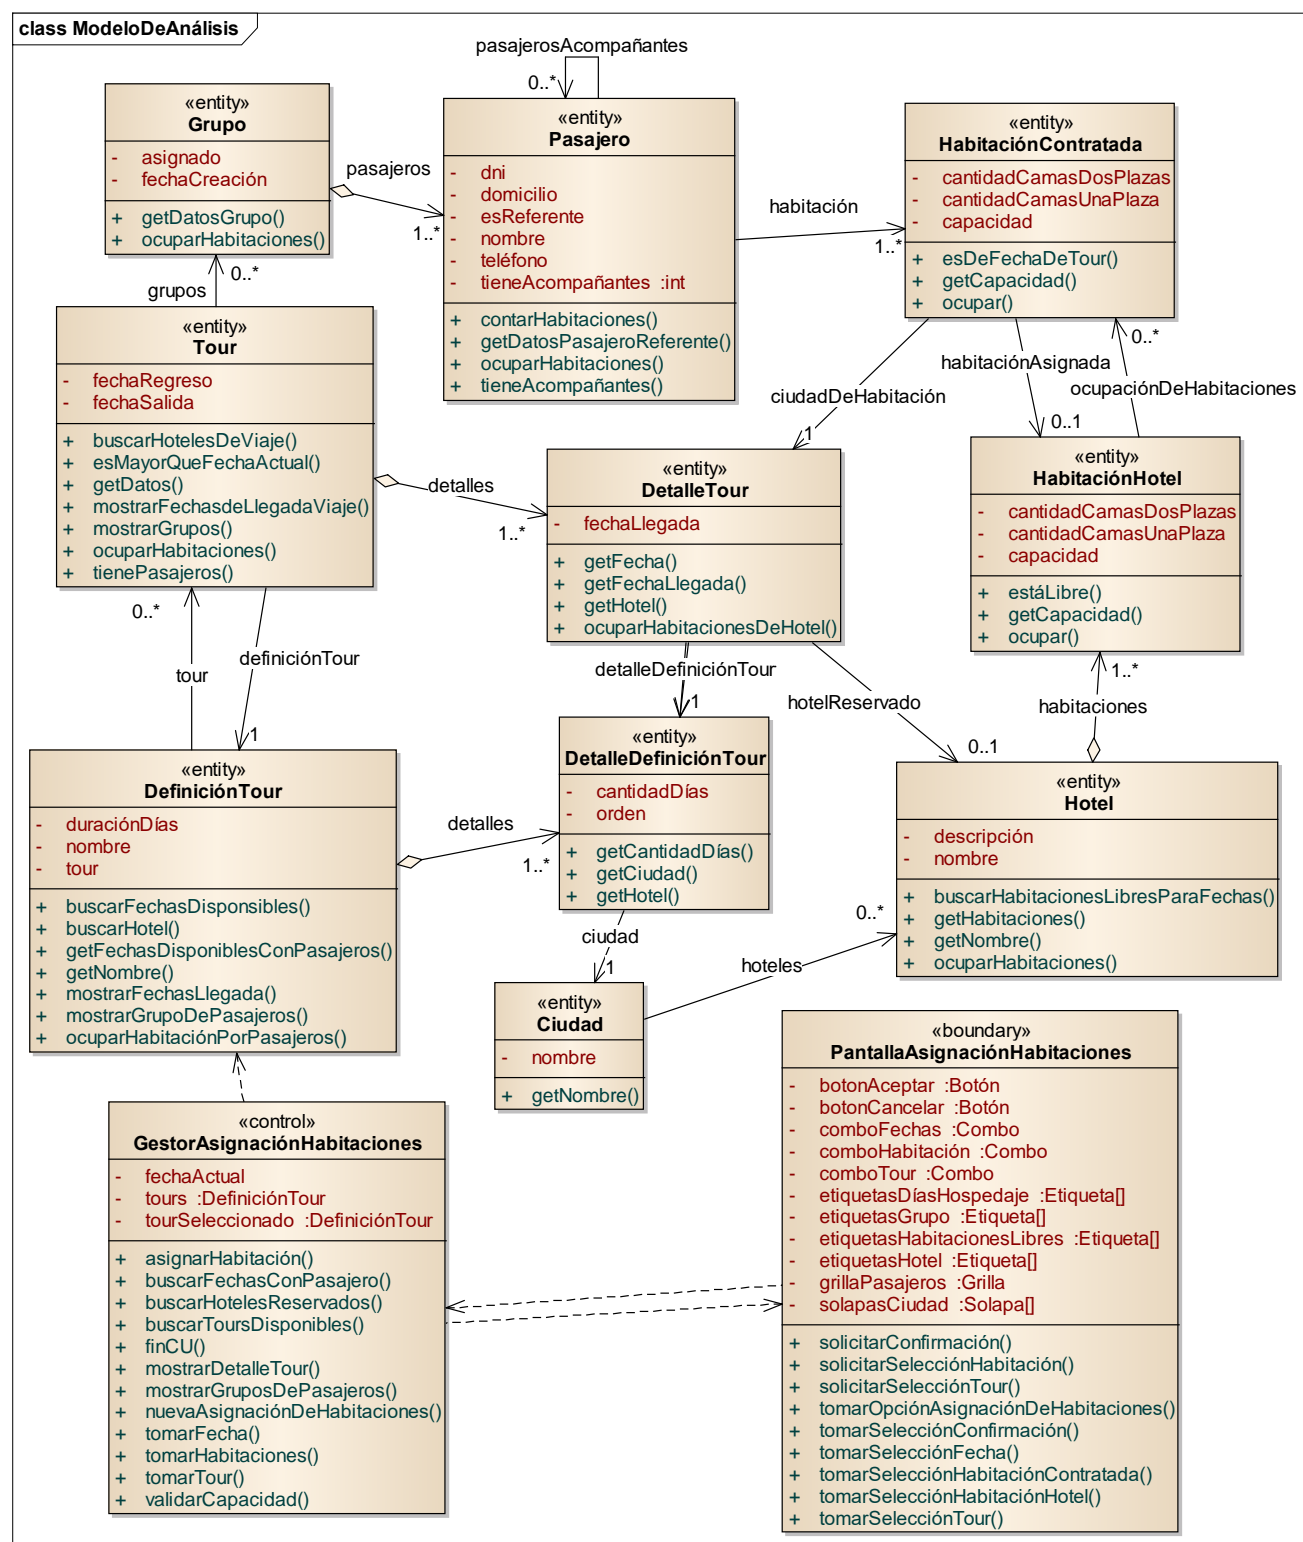 class ModeloDeAnálisis
pasajerosAcompañantes
0..*
«entity»
Grupo
- asignado
- fechaCreación
+ getDatosGrupo()
+ ocuparHabitaciones()
pasajeros
1..*
«entity»
Pasajero
- dni
- domicilio
- esReferente
- nombre
- teléfono
- tieneAcompañantes :int
+ contarHabitaciones()
+ getDatosPasajeroReferente()
+ ocuparHabitaciones()
+ tieneAcompañantes()
habitación
1..*
«entity»
HabitaciónContratada
- cantidadCamasDosPlazas
- cantidadCamasUnaPlaza
- capacidad
+ esDeFechaDeTour()
+ getCapacidad()
+ ocupar()
0..*
grupos
«entity»
Tour
- fechaRegreso
- fechaSalida
+ buscarHotelesDeViaje()
+ esMayorQueFechaActual()
+ getDatos()
+ mostrarFechasdeLlegadaViaje()
+ mostrarGrupos()
+ ocuparHabitaciones()
+ tienePasajeros()
0..*
habitaciónAsignada
ocupaciónDeHabitaciones
ciudadDeHabitación
0..1
1
«entity»
DetalleTour
- fechaLlegada
+ getFecha()
+ getFechaLlegada()
+ getHotel()
+ ocuparHabitacionesDeHotel()
detalles
1..*
«entity»
HabitaciónHotel
- cantidadCamasDosPlazas
- cantidadCamasUnaPlaza
- capacidad
+ estáLibre()
+ getCapacidad()
+ ocupar()
0..*
definiciónTour
tour
1
detalleDefiniciónTour
1
hotelReservado
0..1
1..*
habitaciones
«entity»
DefiniciónTour
- duraciónDías
- nombre
- tour
+ buscarFechasDisponsibles()
+ buscarHotel()
+ getFechasDisponiblesConPasajeros()
+ getNombre()
+ mostrarFechasLlegada()
+ mostrarGrupoDePasajeros()
+ ocuparHabitaciónPorPasajeros()
detalles
1..*
«entity»
DetalleDefiniciónTour
- cantidadDías
- orden
+ getCantidadDías()
+ getCiudad()
+ getHotel()
«entity»
Hotel
- descripción
- nombre
+ buscarHabitacionesLibresParaFechas()
+ getHabitaciones()
+ getNombre()
+ ocuparHabitaciones()
0..*
ciudad
1
hoteles
«entity»
Ciudad
- nombre
+ getNombre()
«control»
GestorAsignaciónHabitaciones
- fechaActual
- tours :DefiniciónTour
- tourSeleccionado :DefiniciónTour
+ asignarHabitación()
+ buscarFechasConPasajero()
+ buscarHotelesReservados()
+ buscarToursDisponibles()
+ finCU()
+ mostrarDetalleTour()
+ mostrarGruposDePasajeros()
+ nuevaAsignaciónDeHabitaciones()
+ tomarFecha()
+ tomarHabitaciones()
+ tomarTour()
+ validarCapacidad()
«boundary»
PantallaAsignaciónHabitaciones
- botonAceptar :Botón
- botonCancelar :Botón
- comboFechas :Combo
- comboHabitación :Combo
- comboTour :Combo
- etiquetasDíasHospedaje :Etiqueta[]
- etiquetasGrupo :Etiqueta[]
- etiquetasHabitacionesLibres :Etiqueta[]
- etiquetasHotel :Etiqueta[]
- grillaPasajeros :Grilla
- solapasCiudad :Solapa[]
+ solicitarConfirmación()
+ solicitarSelecciónHabitación()
+ solicitarSelecciónTour()
+ tomarOpciónAsignaciónDeHabitaciones()
+ tomarSelecciónConfirmación()
+ tomarSelecciónFecha()
+ tomarSelecciónHabitaciónContratada()
+ tomarSelecciónHabitaciónHotel()
+ tomarSelecciónTour()